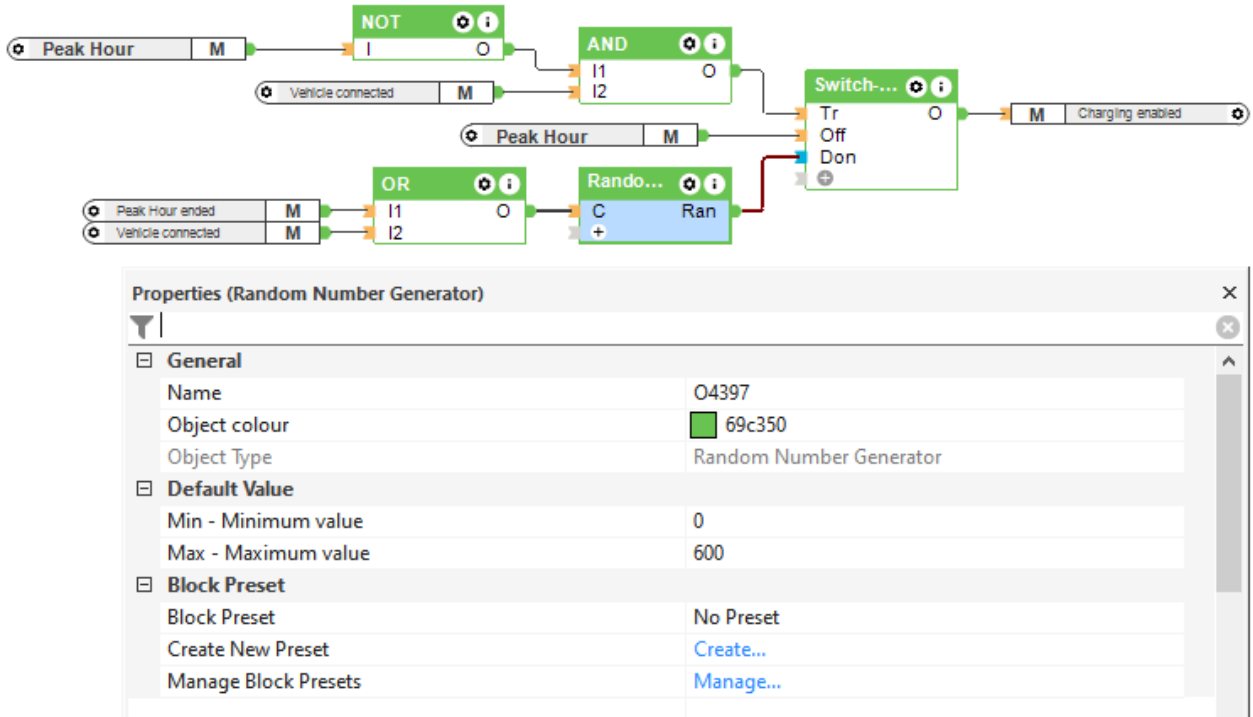 NOT
Peak Hour M
I O
AND
I1 O
I2
Vehicle connected M
Switch-...
Tr O
Off
Don
M Charging enabled
Peak Hour M
OR
I1 O
I2
Peak Hour ended M
Vehicle connected M
Rando...
C Ran
Properties (Random Number Generator)
General
Name O4397
Object colour 69c350
Object Type Random Number Generator
Default Value
Min - Minimum value 0
Max - Maximum value 600
Block Preset
Block Preset No Preset
Create New Preset Create...
Manage Block Presets Manage...